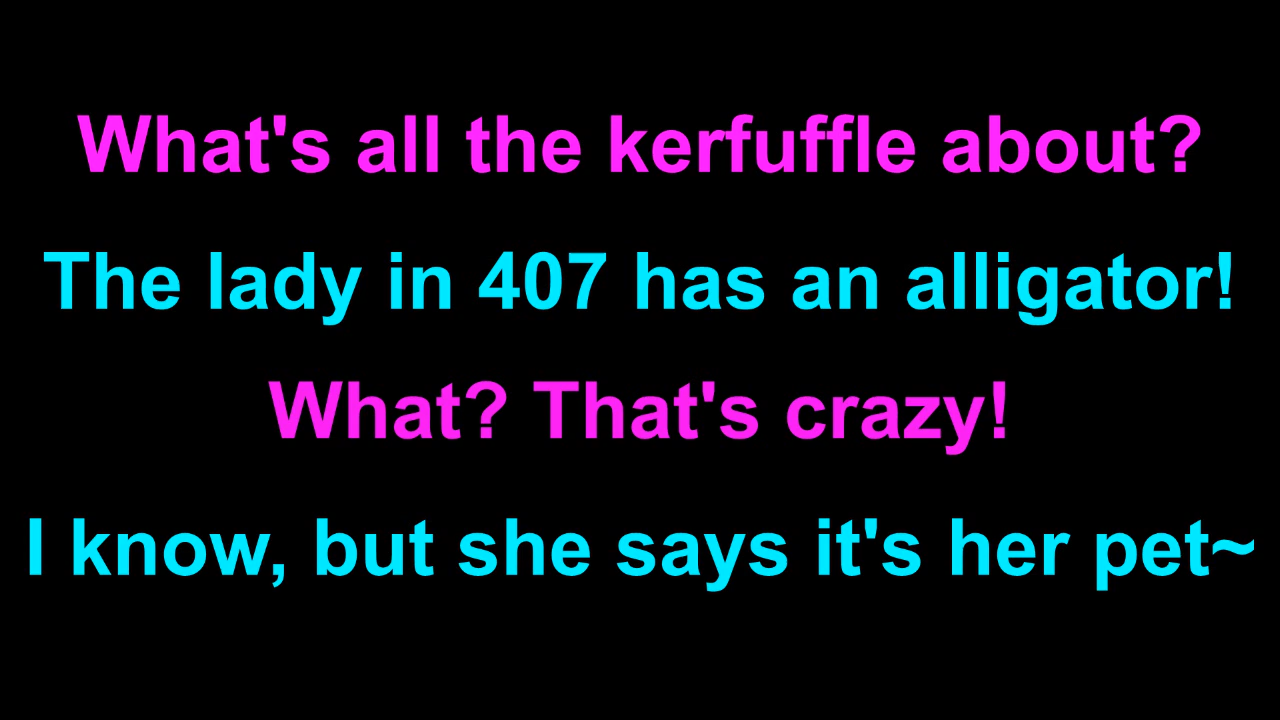 What's all the kerfuffle about?
The lady in 407 has an alligator!
What? That's crazy!
I know, but she says it's her pet~